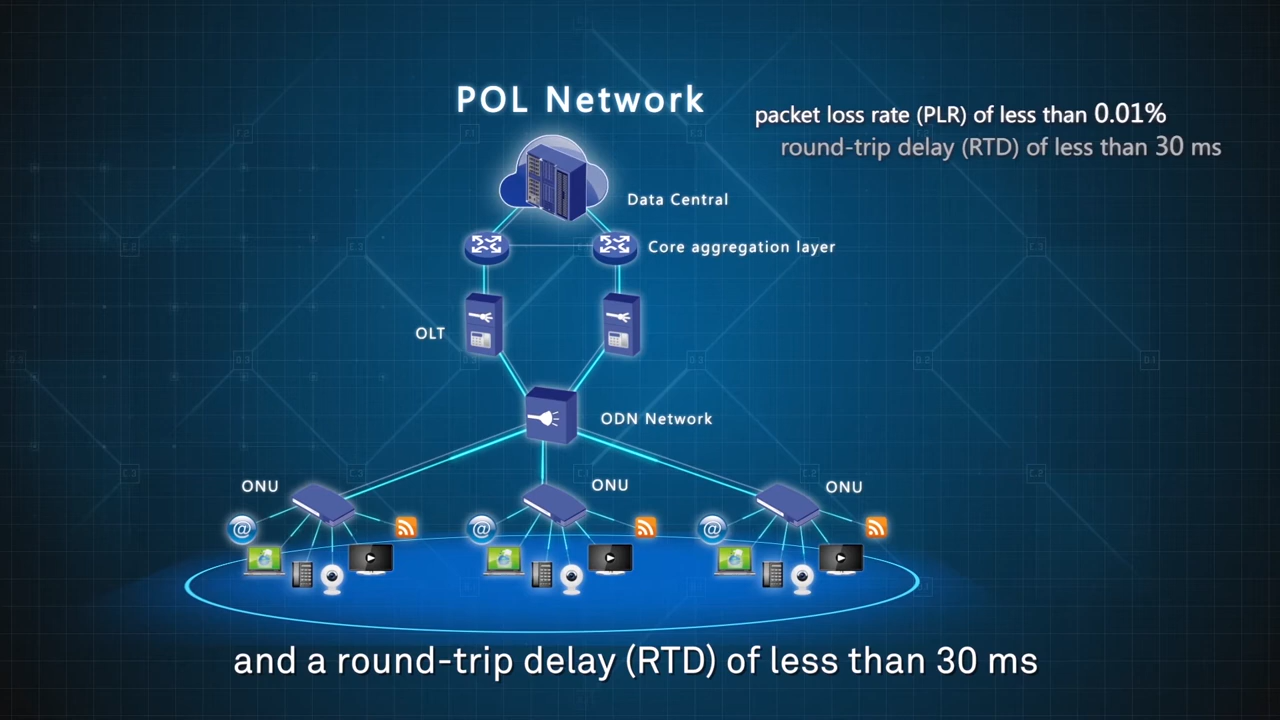 POL Network
packet loss rate (PLR) of less than 0.01%
round-trip delay (RTD) of less than 30 ms
Data Central
Core aggregation layer
OLT
ODN Network
ONU
ONU
ONU
and a round-trip delay (RTD) of less than 30 ms